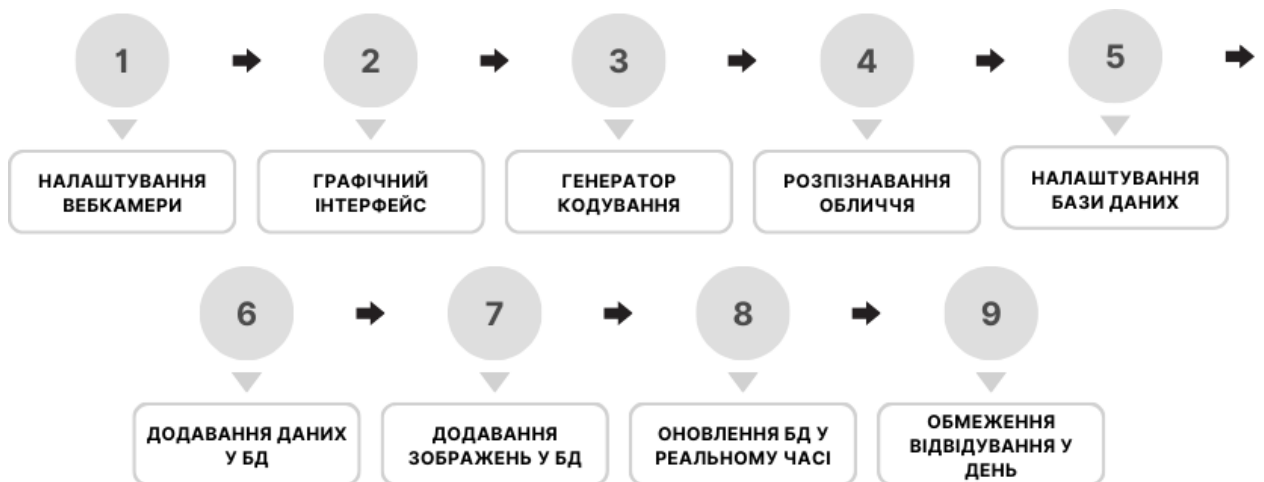 1
2
3
4
5
НАЛАШТУВАННЯ
ВЕБКАМЕРИ
ГРАФІЧНИЙ
ІНТЕРФЕЙС
ГЕНЕРАТОР
КОДУВАННЯ
РОЗПІЗНАВАННЯ
ОБЛИЧЧЯ
НАЛАШТУВАННЯ
БАЗИ ДАНИХ
6
7
8
9
ДОДАВАННЯ ДАНИХ
У БД
ДОДАВАННЯ
ЗОБРАЖЕНЬ У БД
ОНОВЛЕННЯ БД У
РЕАЛЬНОМУ ЧАСІ
ОБМЕЖЕННЯ
ВІДВІДУВАННЯ У
ДЕНЬ